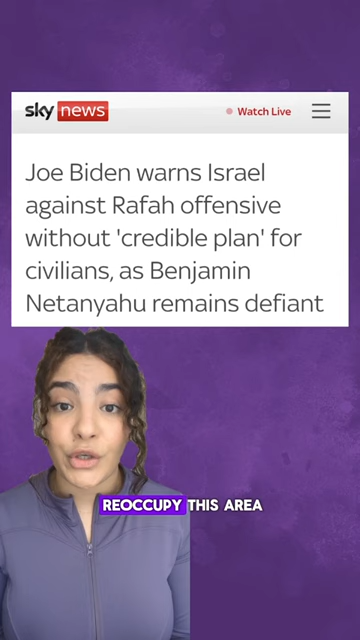 sky news
Watch Live
Joe Biden warns Israel
against Rafah offensive
without 'credible plan' for
civilians, as Benjamin
Netanyahu remains defiant
REOCCUPY THIS AREA